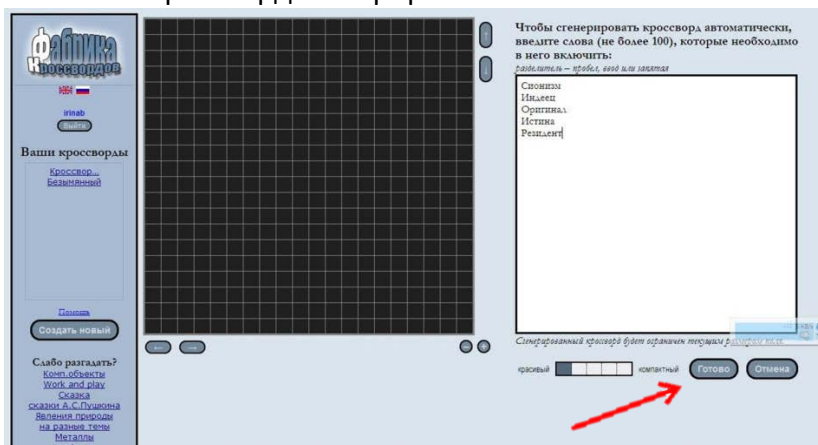 Фабрика
Кроссвордов
irinab
Выйти
Ваши кроссворды
Кроссвор...
Безымянный
Помощь
Создать новый
Слабо разгадать?
Комп.объекты
Work and play
Сказка
сказки А.С.Пушкина
Явления природы
на разные темы
Металлы
Чтобы сгенерировать кроссворд автоматически,
введите слова (не более 100), которые необходимо
в него включить:
разделитель – пробел, ввод или запятая
Сионизм
Индеец
Оригинал
Истина
Резидент
Сгенерированный кроссворд будет ограничен текущим размером поля.
красивый
компактный
Готово
Отмена